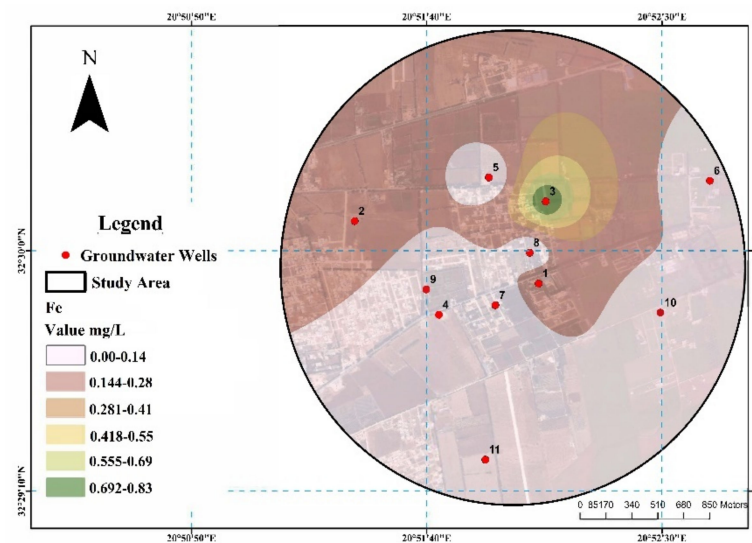 20°50'50"E 20°51'40"E 20°52'30"E
N
5
6
3
2
Legend
32°30'0"N
8
Groundwater Wells
1
Study Area
9
7
10
4
Fe
Value mg/L
0.00-0.14
0.144-0.28
0.281-0.41
0.418-0.55
0.555-0.69
0.692-0.83
11
32°29'10"N
0 85170 340 510 680 850 Motors
20°50'50"E 20°51'40"E 20°52'30"E